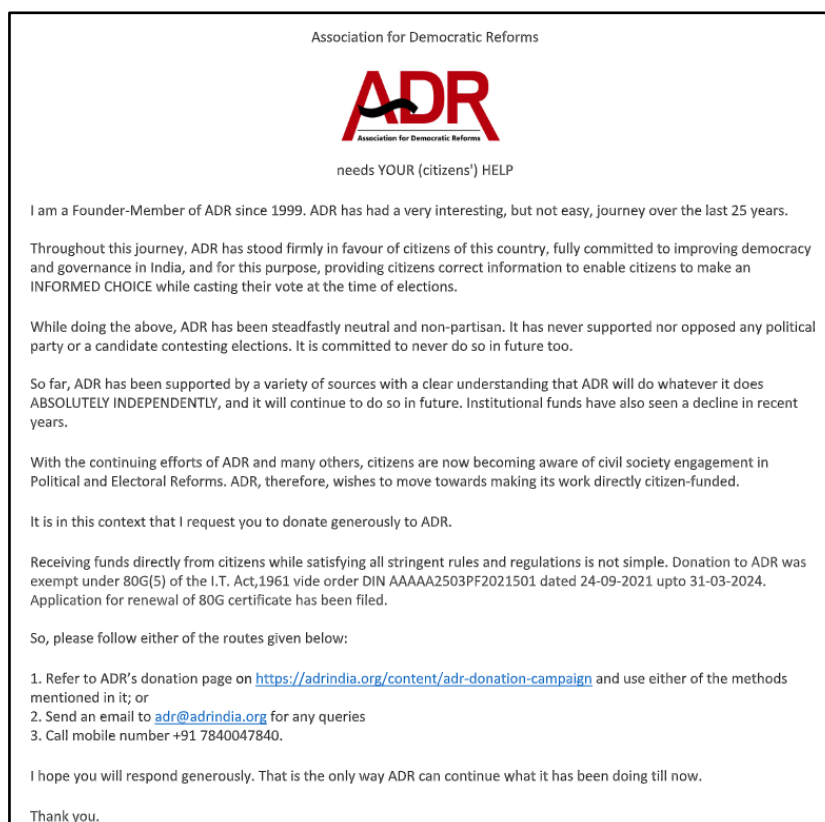 Association for Democratic Reforms
ADR
Association for Democratic Reforms
needs YOUR (citizens') HELP
I am a Founder-Member of ADR since 1999. ADR has had a very interesting, but not easy, journey over the last 25 years.
Throughout this journey, ADR has stood firmly in favour of citizens of this country, fully committed to improving democracy
and governance in India, and for this purpose, providing citizens correct information to enable citizens to make an
INFORMED CHOICE while casting their vote at the time of elections.
While doing the above, ADR has been steadfastly neutral and non-partisan. It has never supported nor opposed any political
party or a candidate contesting elections. It is committed to never do so in future too.
So far, ADR has been supported by a variety of sources with a clear understanding that ADR will do whatever it does
ABSOLUTELY INDEPENDENTLY, and it will continue to do so in future. Institutional funds have also seen a decline in recent
years.
With the continuing efforts of ADR and many others, citizens are now becoming aware of civil society engagement in
Political and Electoral Reforms. ADR, therefore, wishes to move towards making its work directly citizen-funded.
It is in this context that I request you to donate generously to ADR.
Receiving funds directly from citizens while satisfying all stringent rules and regulations is not simple. Donation to ADR was
exempt under 80G(5) of the I.T. Act,1961 vide order DIN AAAAA2503PF2021501 dated 24-09-2021 upto 31-03-2024.
Application for renewal of 80G certificate has been filed.
So, please follow either of the routes given below:
1. Refer to ADR's donation page on https://adrindia.org/content/adr-donation-campaign and use either of the methods
mentioned in it; or
2. Send an email to adr@adrindia.org for any queries
3. Call mobile number +91 7840047840.
I hope you will respond generously. That is the only way ADR can continue what it has been doing till now.
Thank you.